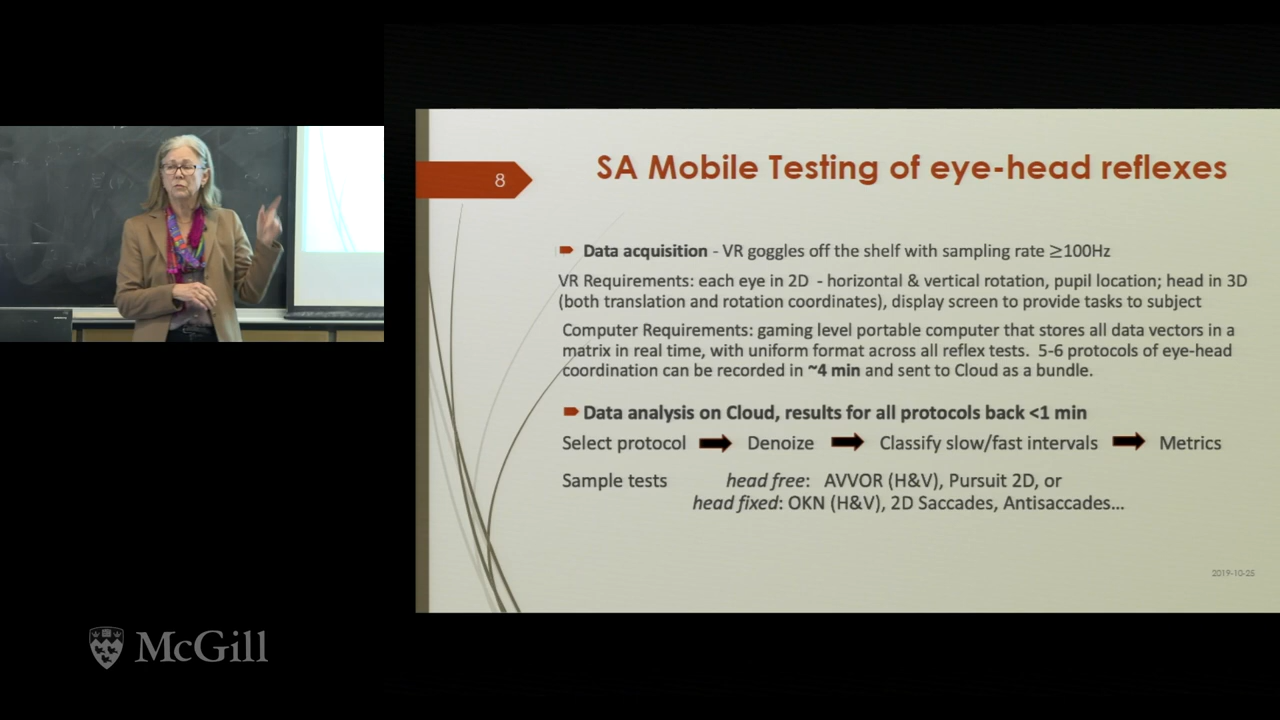 8
SA Mobile Testing of eye-head reflexes
Data acquisition - VR goggles off the shelf with sampling rate ≥100Hz
VR Requirements: each eye in 2D - horizontal & vertical rotation, pupil location; head in 3D
(both translation and rotation coordinates), display screen to provide tasks to subject
Computer Requirements: gaming level portable computer that stores all data vectors in a
matrix in real time, with uniform format across all reflex tests. 5-6 protocols of eye-head
coordination can be recorded in ~4 min and sent to Cloud as a bundle.
Data analysis on Cloud, results for all protocols back <1 min
Select protocol Denoize Classify slow/fast intervals Metrics
Sample tests head free: AVVOR (H&V), Pursuit 2D, or
head fixed: OKN (H&V), 2D Saccades, Antisaccades...
2019-10-25
McGill